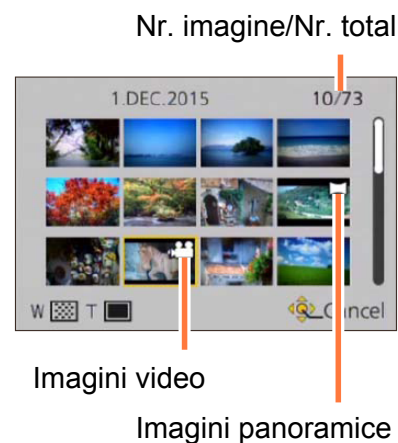 Nr. imagine/Nr. total
1.DEC.2015 10/73
W T Cancel
Imagini video
Imagini panoramice